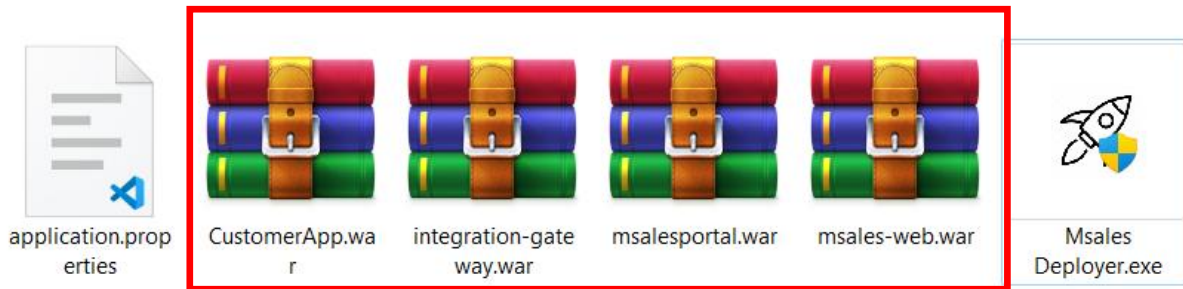 application.prop
erties
CustomerApp.wa
r
integration-gate
way.war
msalesportal.war
msales-web.war
Msales
Deployer.exe